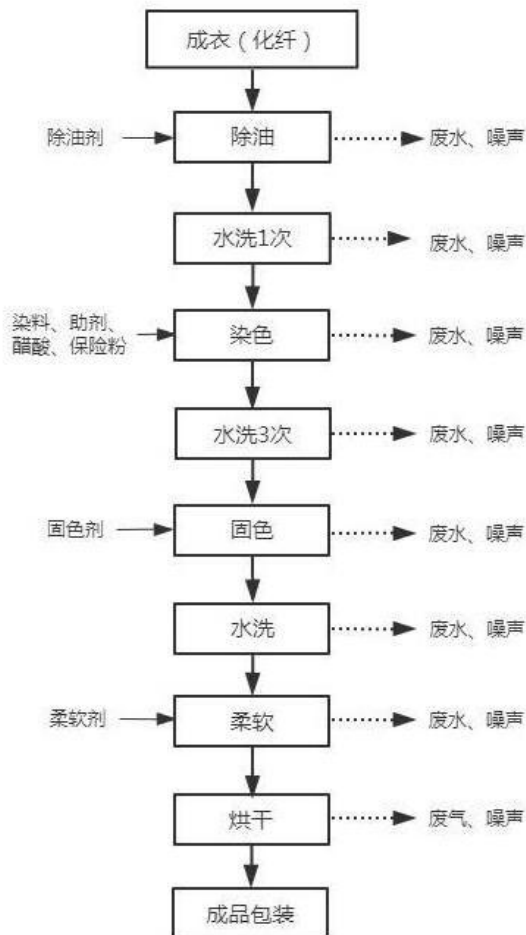 成衣（化纤）
除油剂
除油
废水、噪声
水洗1次
废水、噪声
染料、助剂、
醋酸、保险粉
染色
废水、噪声
水洗3次
废水、噪声
固色剂
固色
废水、噪声
水洗
废水、噪声
柔软剂
柔软
废水、噪声
烘干
废气、噪声
成品包装